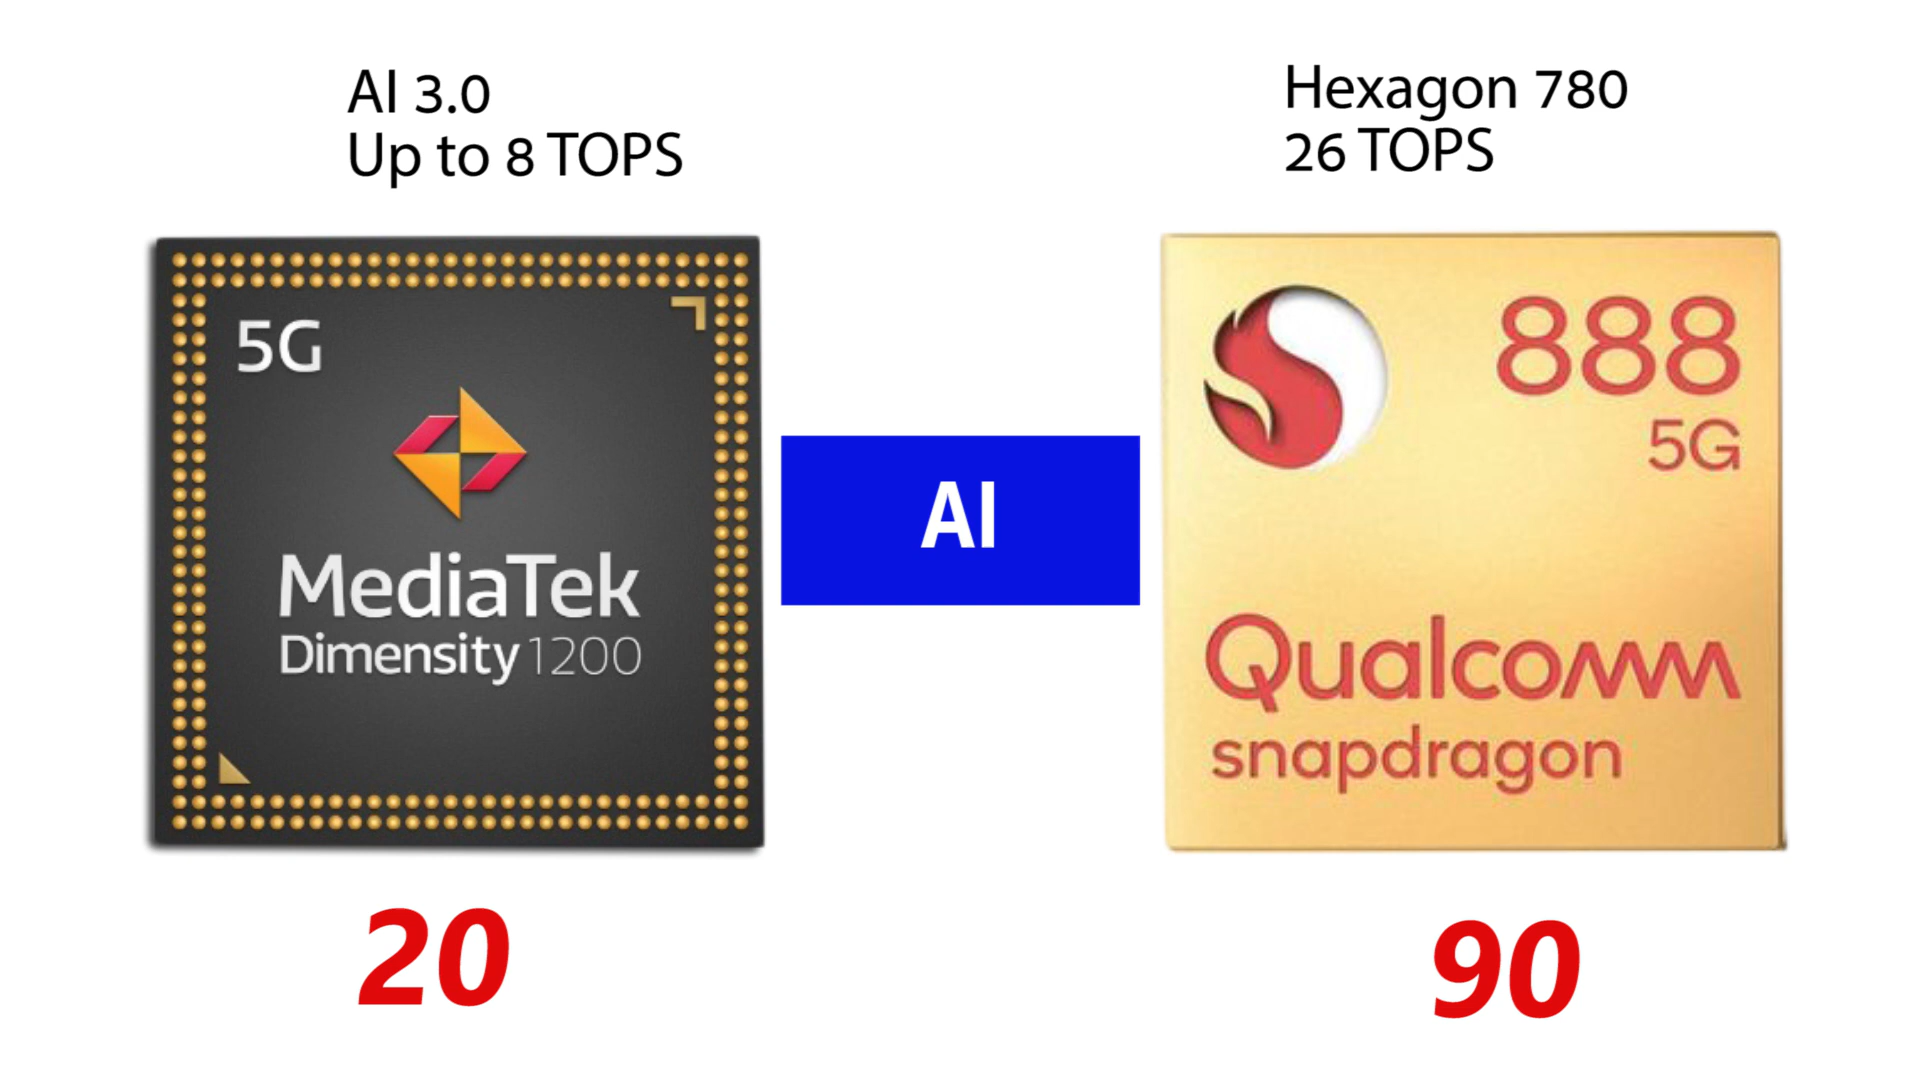 AI 3.0
Up to 8 TOPS
Hexagon 780
26 TOPS
5G
MediaTek
Dimensity 1200
AI
888
5G
Qualcomm
snapdragon
20
90